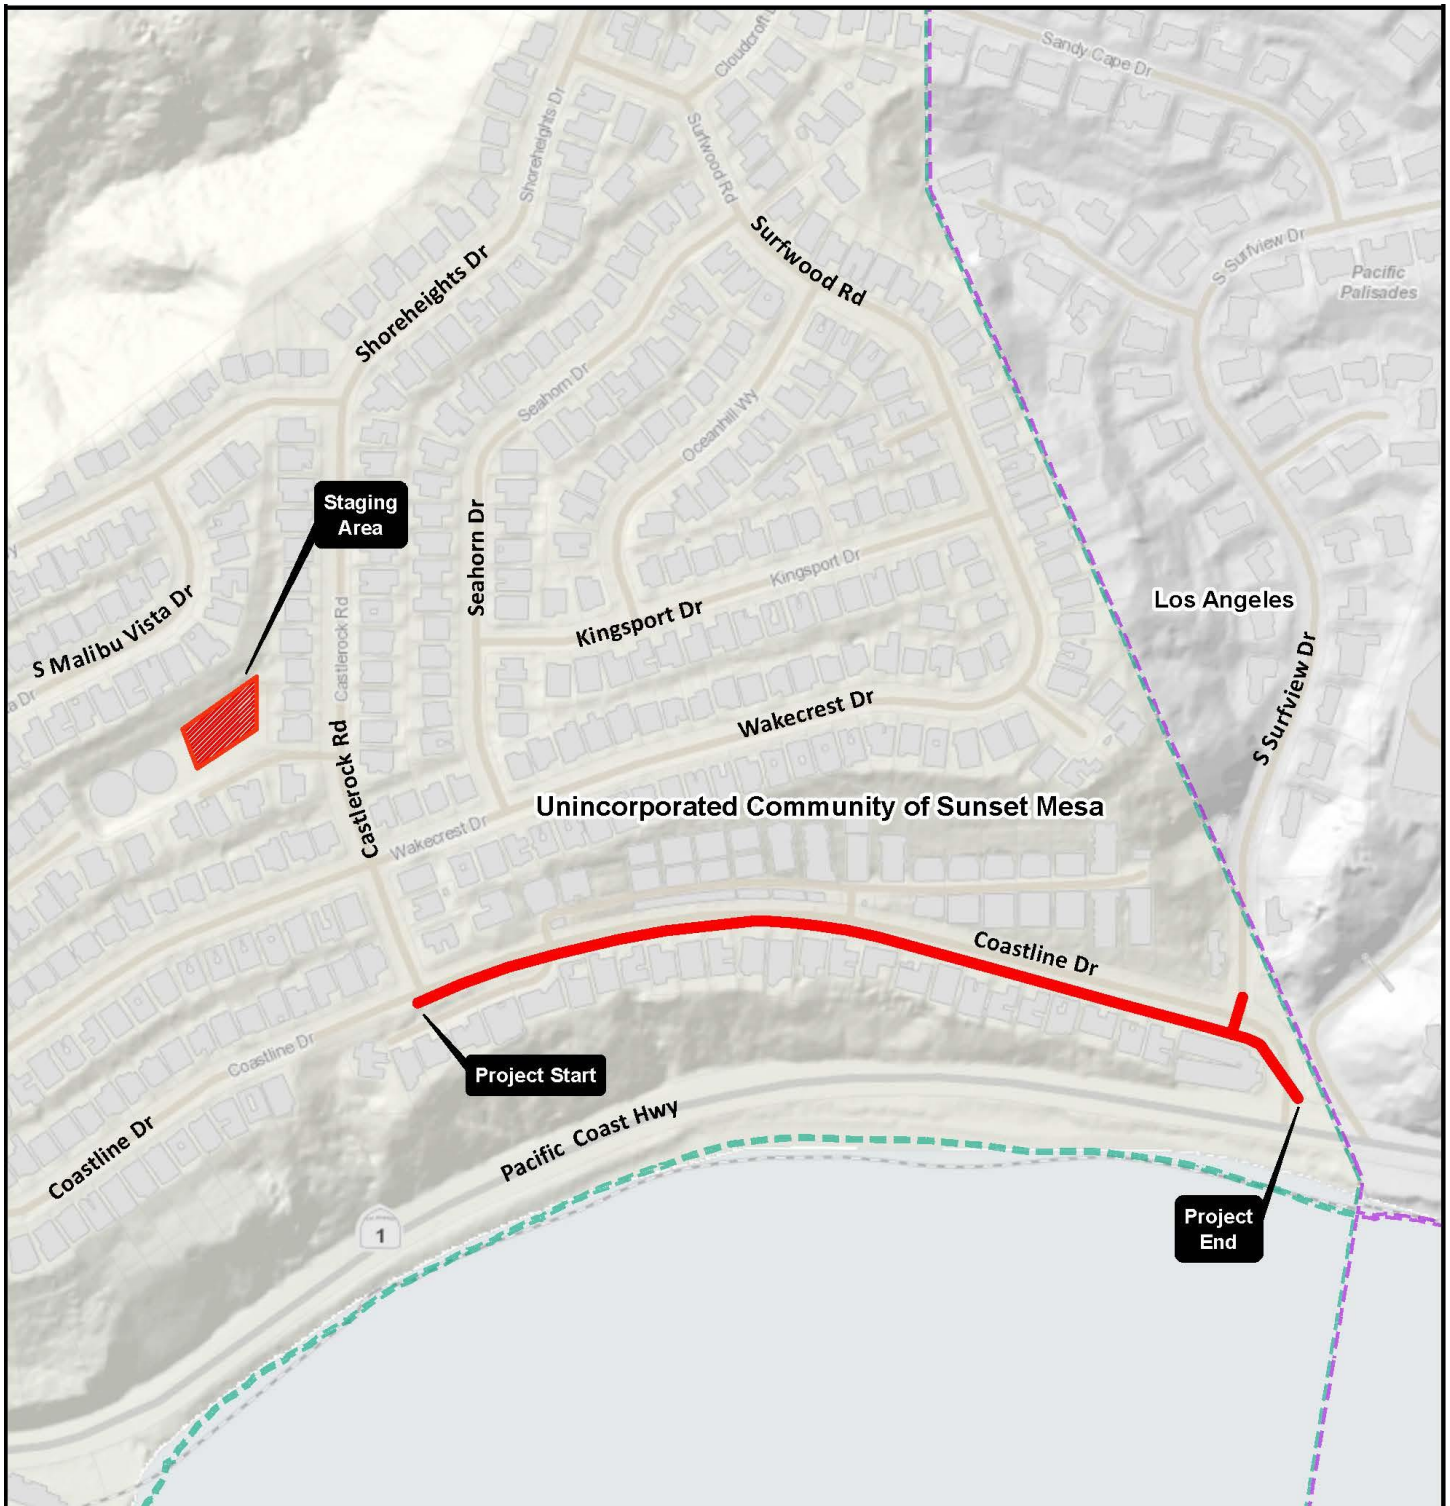 Sandy Cape Dr
Shoreheights Dr
Surfwood Rd
Surfwood Rd
S Surfview Dr
Pacific
Palisades
Shoreheights Dr
Seahorn Dr
Oceanhill Wy
Staging
Area
Seahorn Dr
Kingsport Dr
Kingsport Dr
Los Angeles
S Malibu Vista Dr
Castlerock Rd
a Dr
S Surfview Dr
Wakecrest Dr
Castlerock Rd
Unincorporated Community of Sunset Mesa
Wakecrest Dr
Coastline Dr
Coastline Dr
Project Start
Pacific Coast Hwy
Coastline Dr
1
Project
End